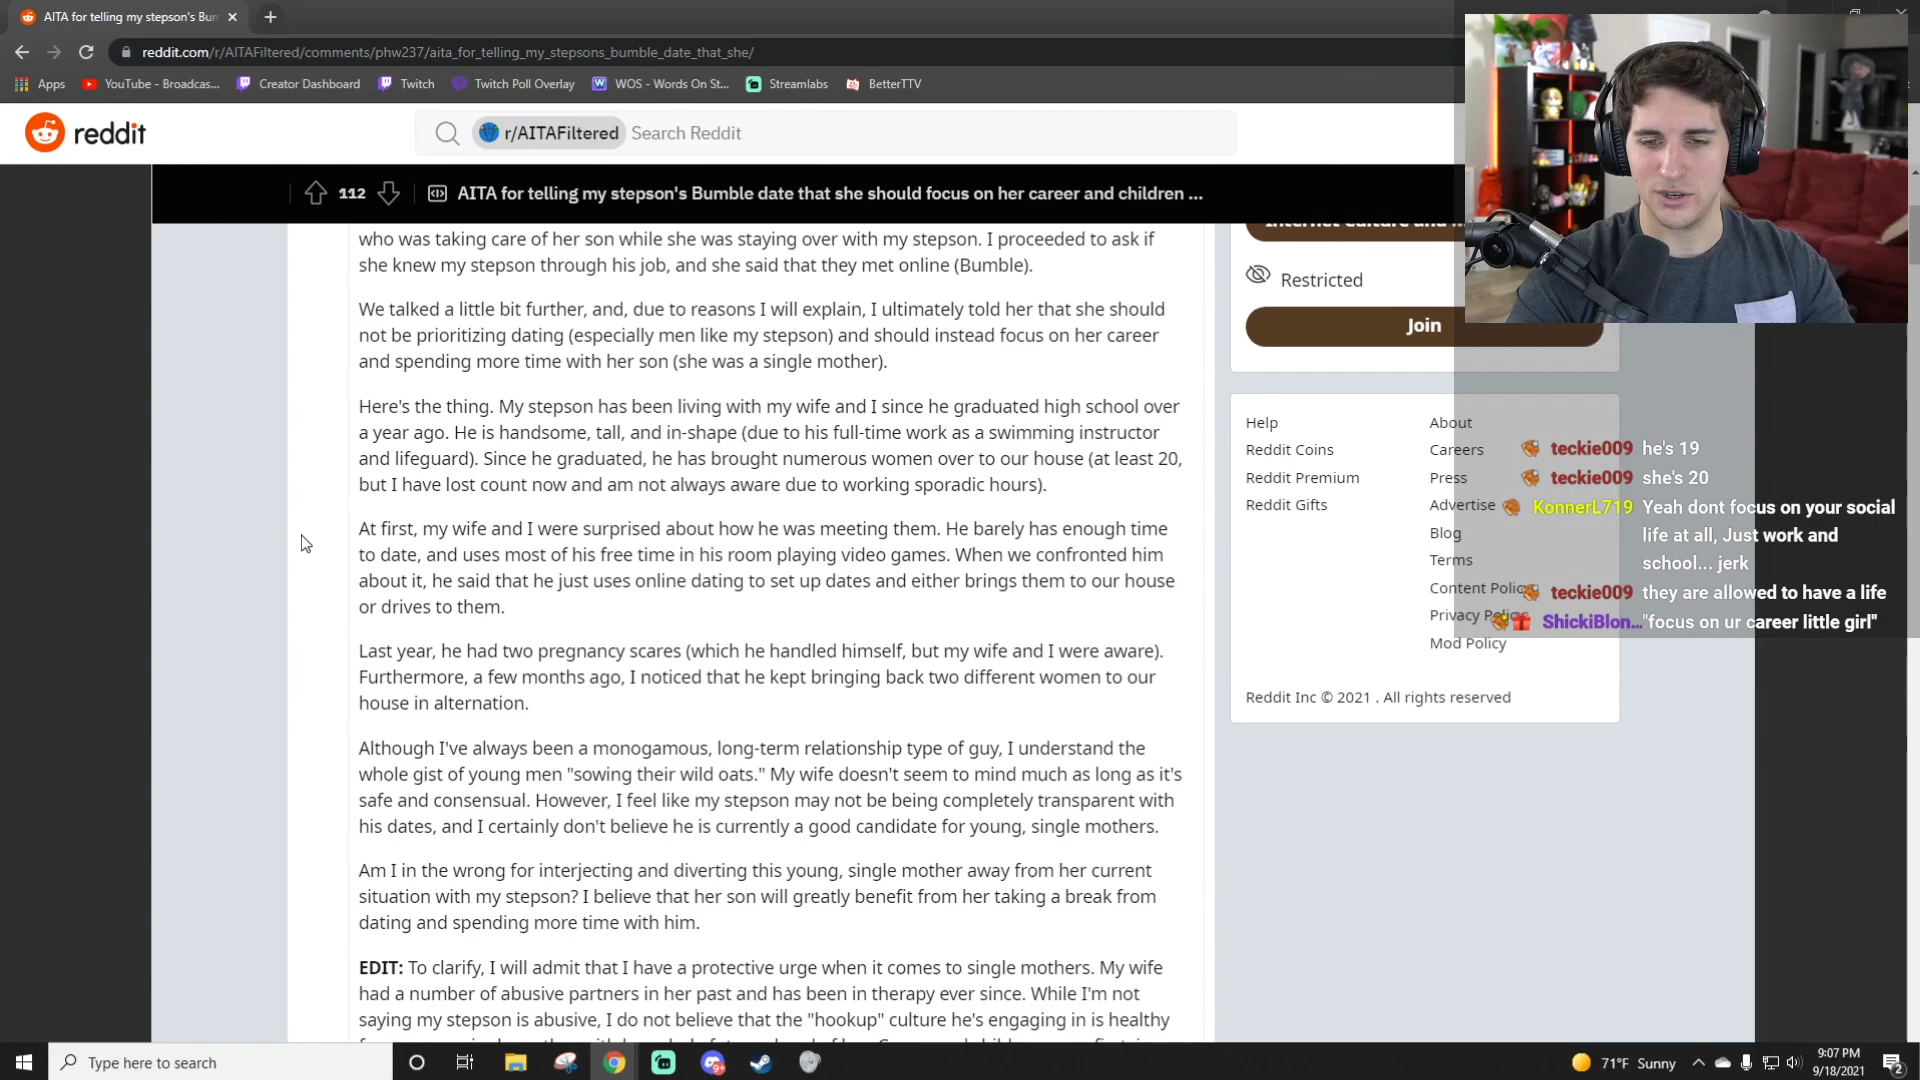 AITA for telling my stepson's Bum
reddit.com/r/AITAFiltered/comments/phw237/aita_for_telling_my_stepsons_bumble_date_that_she/
Apps
YouTube - Broadcas...
Creator Dashboard
Twitch
Twitch Poll Overlay
WOS - Words On St...
Streamlabs
BetterTTV
reddit
r/AITAFiltered
Search Reddit
112
AITA for telling my stepson's Bumble date that she should focus on her career and children ...
who was taking care of her son while she was staying over with my stepson. I proceeded to ask if
she knew my stepson through his job, and she said that they met online (Bumble).
We talked a little bit further, and, due to reasons I will explain, I ultimately told her that she should
not be prioritizing dating (especially men like my stepson) and should instead focus on her career
and spending more time with her son (she was a single mother).
Here's the thing. My stepson has been living with my wife and I since he graduated high school over
a year ago. He is handsome, tall, and in-shape (due to his full-time work as a swimming instructor
and lifeguard). Since he graduated, he has brought numerous women over to our house (at least 20,
but I have lost count now and am not always aware due to working sporadic hours).
At first, my wife and I were surprised about how he was meeting them. He barely has enough time
to date, and uses most of his free time in his room playing video games. When we confronted him
about it, he said that he just uses online dating to set up dates and either brings them to our house
or drives to them.
Last year, he had two pregnancy scares (which he handled himself, but my wife and I were aware).
Furthermore, a few months ago, I noticed that he kept bringing back two different women to our
house in alternation.
Although I've always been a monogamous, long-term relationship type of guy, I understand the
whole gist of young men "sowing their wild oats." My wife doesn't seem to mind much as long as it's
safe and consensual. However, I feel like my stepson may not be being completely transparent with
his dates, and I certainly don't believe he is currently a good candidate for young, single mothers.
Am I in the wrong for interjecting and diverting this young, single mother away from her current
situation with my stepson? I believe that her son will greatly benefit from her taking a break from
dating and spending more time with him.
EDIT: To clarify, I will admit that I have a protective urge when it comes to single mothers. My wife
had a number of abusive partners in her past and has been in therapy ever since. While I'm not
saying my stepson is abusive, I do not believe that the "hookup" culture he's engaging in is healthy
Internet Culture and
Restricted
Join
Help
Reddit Coins
Reddit Premium
Reddit Gifts
About
Careers
Press
Advertise
Blog
Terms
Content Polic
Privacy Policy
Mod Policy
Reddit Inc © 2021 . All rights reserved
teckie009 he's 19
teckie009 she's 20
KonnerL719 Yeah dont focus on your social
life at all, Just work and
school... jerk
teckie009 they are allowed to have a life
ShickiBlon... "focus on ur career little girl"
Type here to search
71°F Sunny
9:07 PM
9/18/2021
2